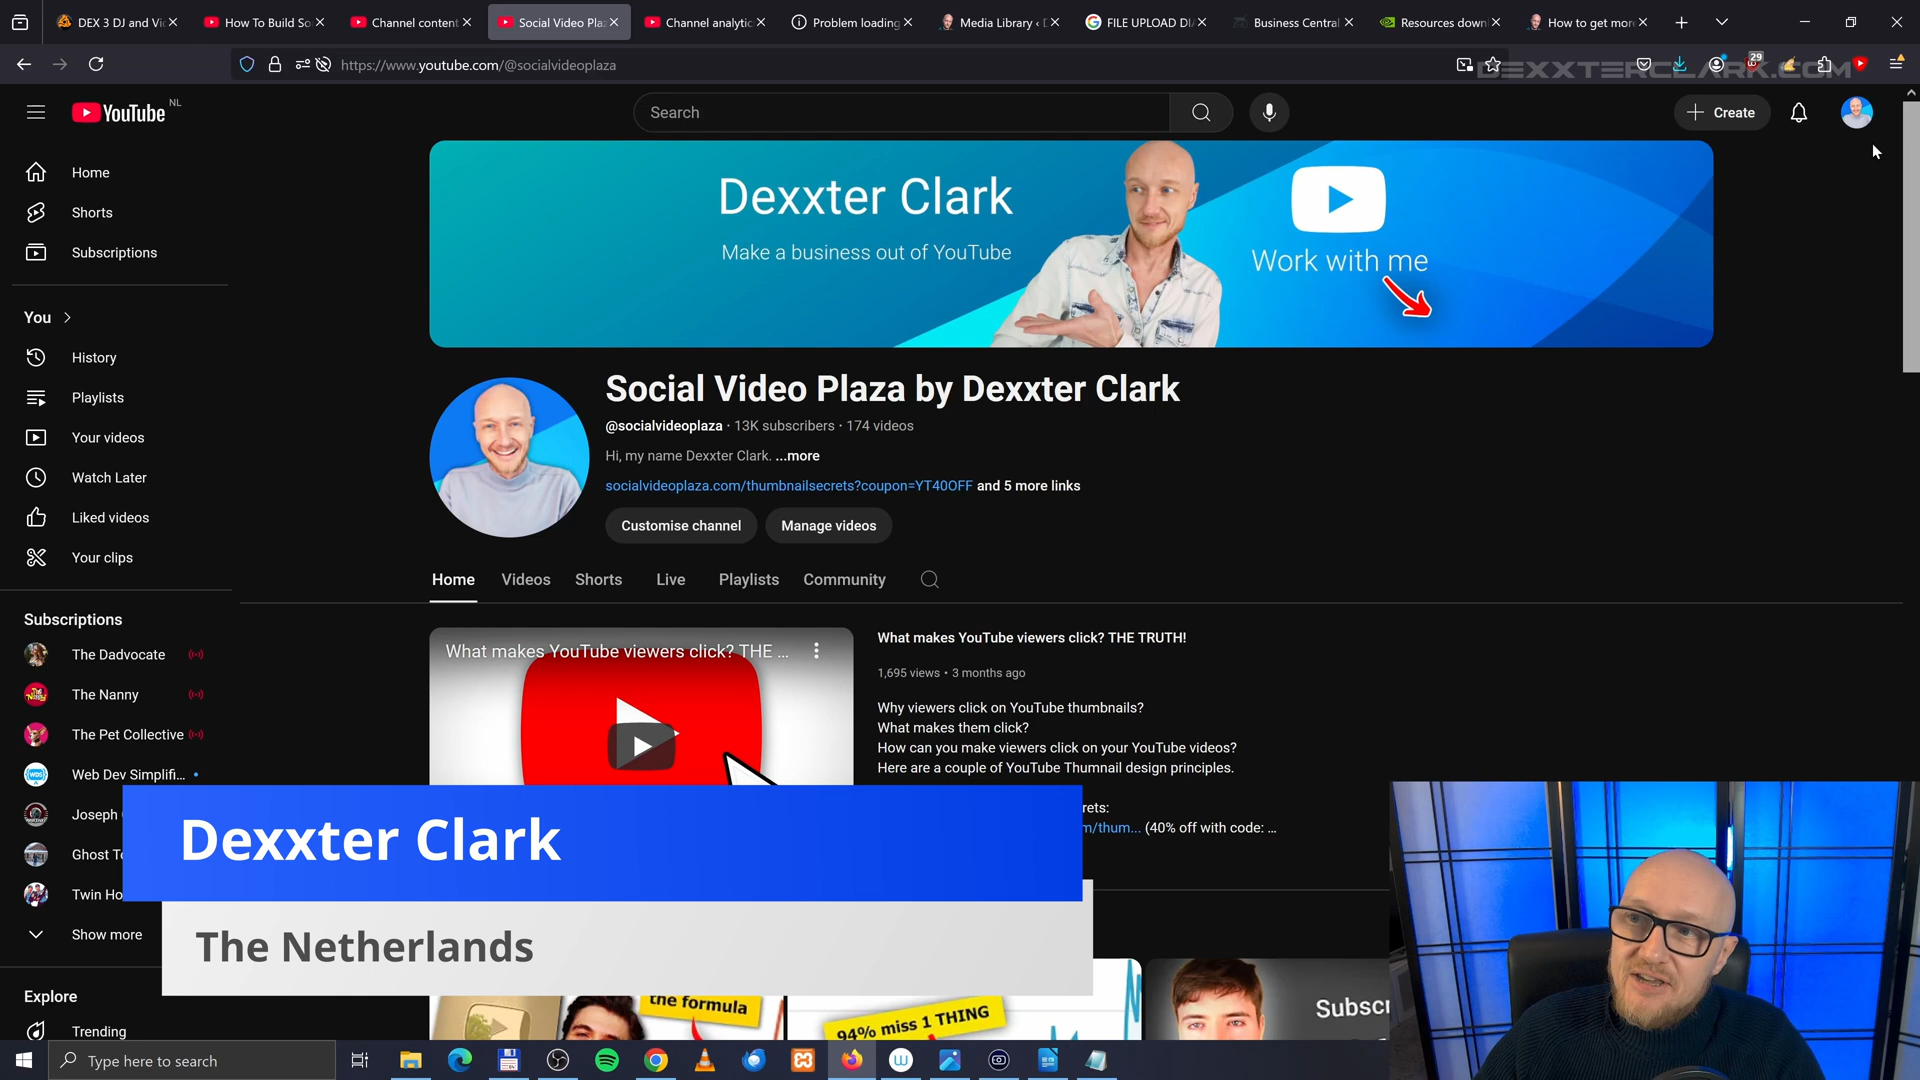 DEX 3 DJ and Vi
How To Build So
Channel content
Social Video Plaz
Channel analytic
Problem loading
Media Library ‹ D
FILE UPLOAD DI
Business Central
Resources down
How to get mor
https://www.youtube.com/@socialvideoplaza
29
DEXXTERCLARK.COM
YouTube NL
Search
Create
Home
Shorts
Subscriptions
You
History
Playlists
Your videos
Watch Later
Liked videos
Your clips
Subscriptions
The Dadvocate
The Nanny
The Pet Collective
Web Dev Simplifi...
Joseph
Ghost To
Twin Ho
Show more
Explore
Trending
Dexxter Clark
Make a business out of YouTube
Work with me
Social Video Plaza by Dexxter Clark
@socialvideoplaza · 13K subscribers · 174 videos
Hi, my name Dexxter Clark. ...more
socialvideoplaza.com/thumbnailsecrets?coupon=YT40OFF and 5 more links
Customise channel
Manage videos
Home
Videos
Shorts
Live
Playlists
Community
What makes YouTube viewers click? THE ...
What makes YouTube viewers click? THE TRUTH!
1,695 views • 3 months ago
Why viewers click on YouTube thumbnails?
What makes them click?
How can you make viewers click on your YouTube videos?
Here are a couple of YouTube Thumnail design principles.
rets:
m/thum... (40% off with code: ...
Dexxter Clark
The Netherlands
the formula
94% miss 1 THING
Subscr
Type here to search